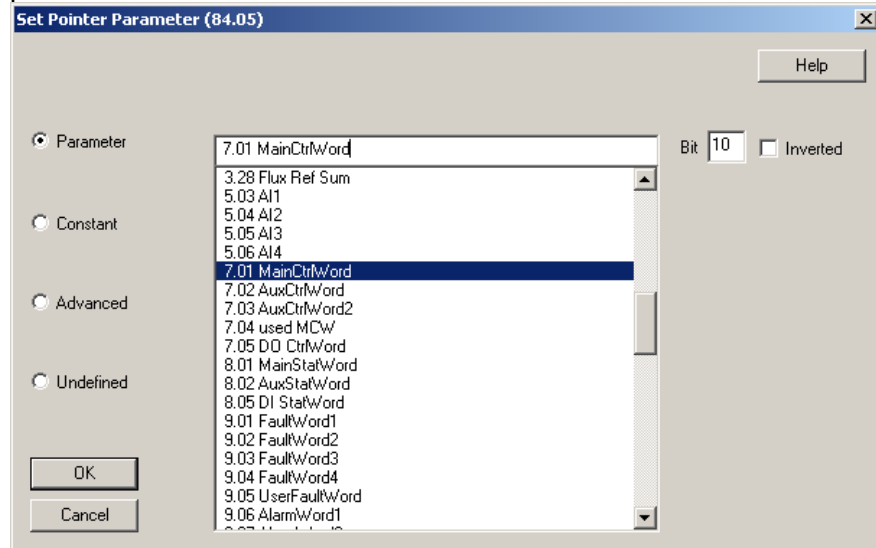 Set Pointer Parameter (84.05)
Help
Parameter
7.01 MainCtrlWord
Bit 10 Inverted
3.28 Flux Ref Sum
5.03 AI1
5.04 AI2
Constant
5.05 AI3
5.06 AI4
7.01 MainCtrlWord
7.02 AuxCtrlWord
Advanced
7.03 AuxCtrlWord2
7.04 used MCW
7.05 DO CtrlWord
8.01 MainStatWord
Undefined
8.02 AuxStatWord
8.05 DI StatWord
9.01 FaultWord1
9.02 FaultWord2
9.03 FaultWord3
OK
9.04 FaultWord4
9.05 UserFaultWord
Cancel
9.06 AlarmWord1